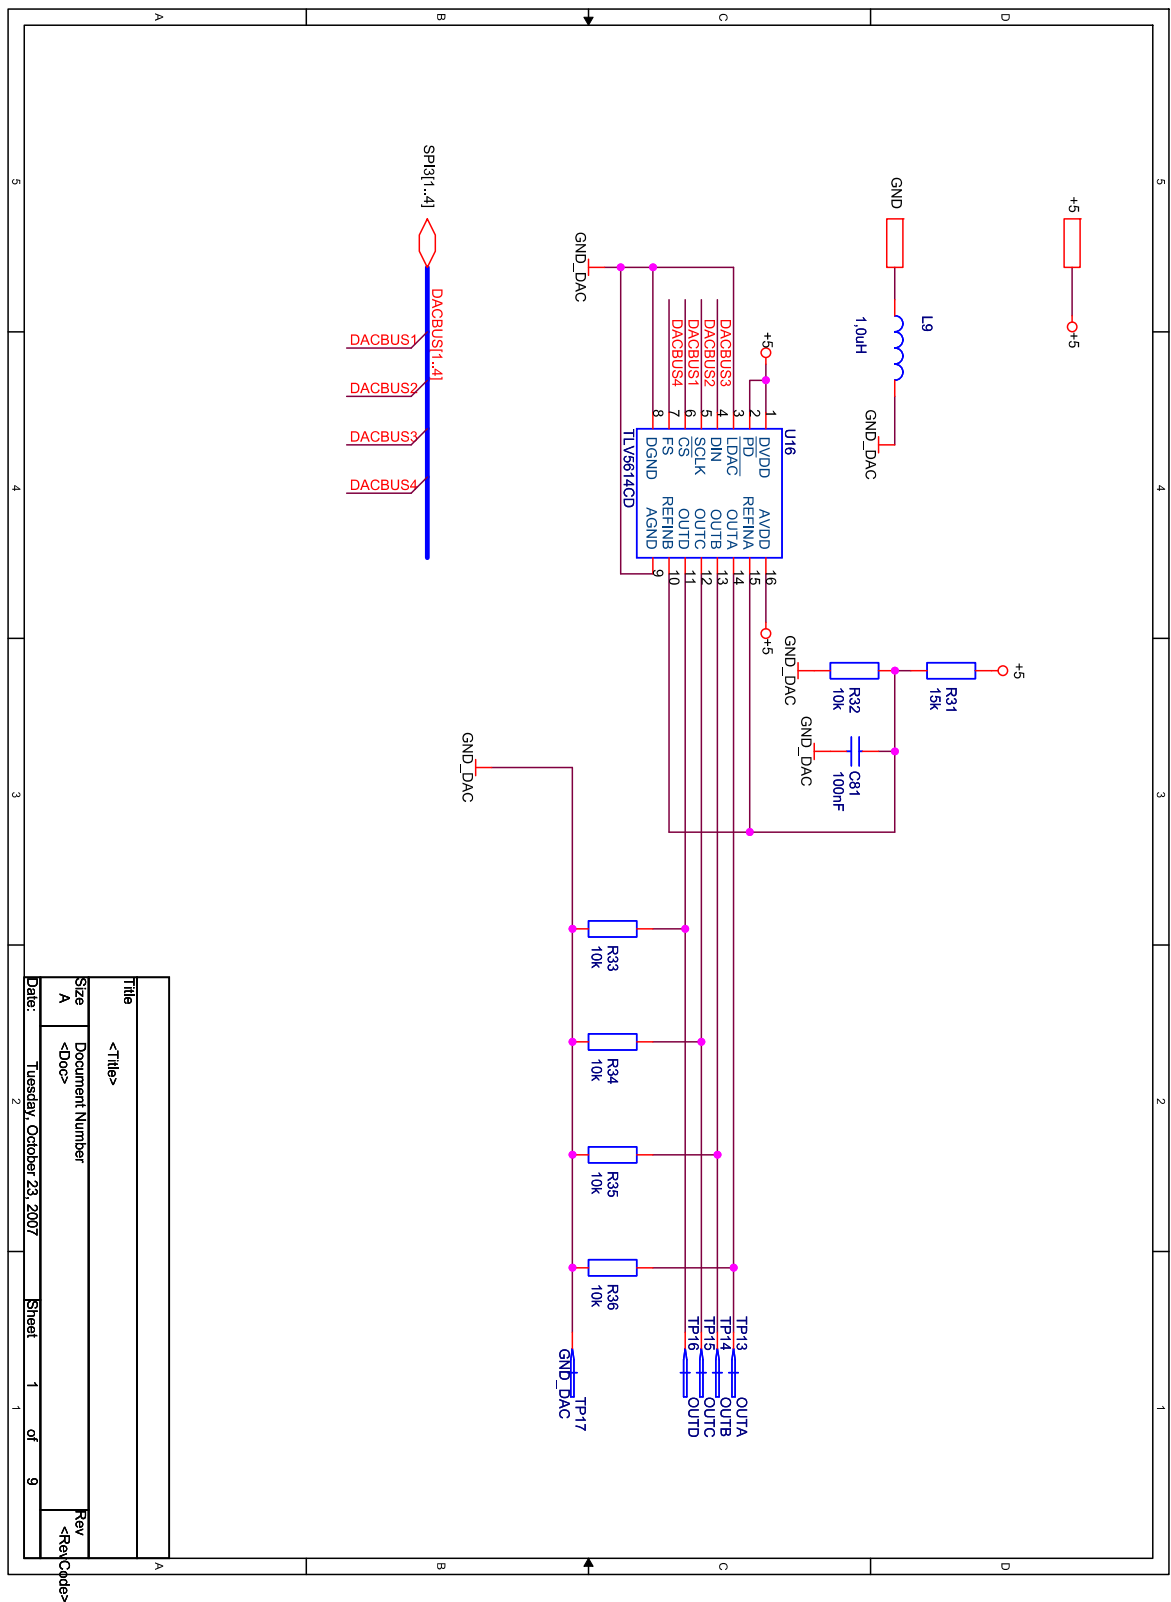 5
4
3
2
1
D
D
+5
+5
GND
L9
1,0uH
GND_DAC
+5
R31
15k
R32
10k
GND_DAC
C81
100nF
GND_DAC
C
C
+5
U16
1
DVDD
AVDD
16
+5
2
PD
REFINA
15
DACBUS3
3
LDAC
OUTA
14
TP13
OUTA
DACBUS2
4
DIN
OUTB
13
TP14
OUTB
DACBUS1
5
SCLK
OUTC
12
TP15
OUTC
DACBUS4
6
CS
OUTD
11
TP16
OUTD
7
FS
REFINB
10
8
DGND
AGND
9
TLV5614CD
GND_DAC
R33
10k
R34
10k
R35
10k
R36
10k
TP17
GND_DAC
GND_DAC
B
B
SPI3[1..4]
DACBUS[1..4]
DACBUS1
DACBUS2
DACBUS3
DACBUS4
A
A
Title
<Title>
Size
A
Document Number
<Doc>
Rev
<RevCode>
Date:
Tuesday, October 23, 2007
Sheet
1
of
9
5
4
3
2
1